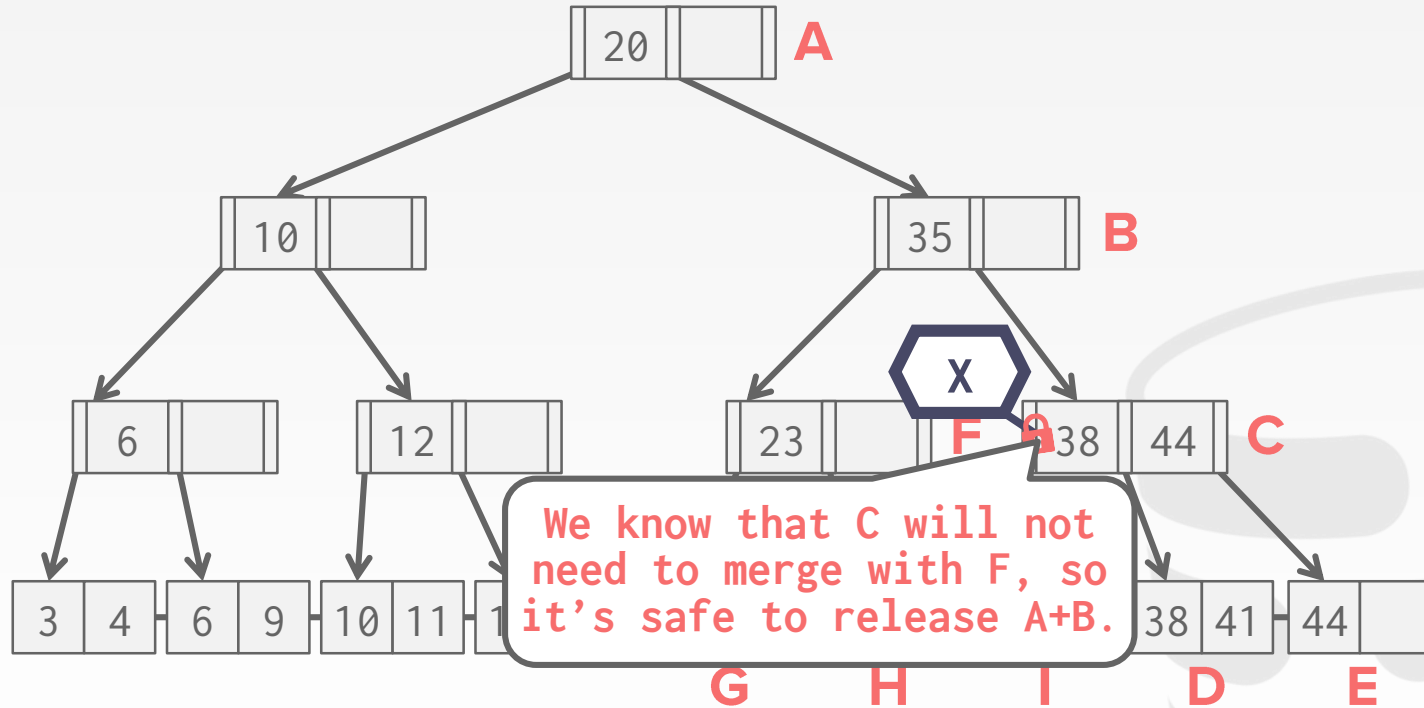 20 A
10 35 B
X
6 12 23 F 38 44 C
We know that C will not
need to merge with F, so
it's safe to release A+B.
3 4 6 9 10 11 38 41 44
G H I D E